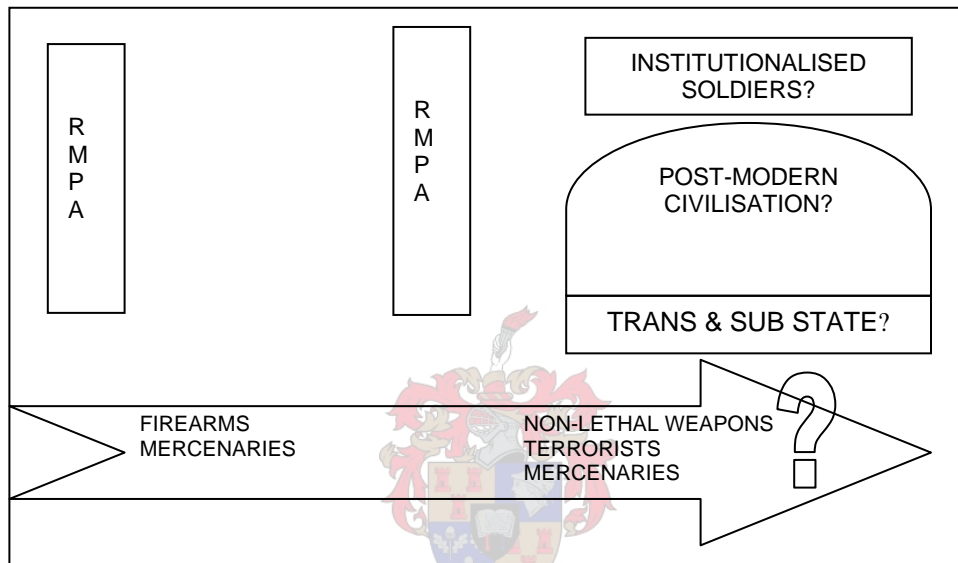 R
M
P
A
R
M
P
A
INSTITUTIONALISED
SOLDIERS?
POST-MODERN
CIVILISATION?
TRANS & SUB STATE?
FIREARMS
MERCENARIES
NON-LETHAL WEAPONS
TERRORISTS
MERCENARIES
?